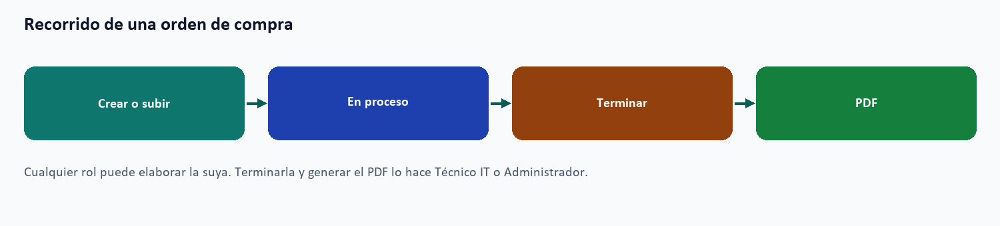 Recorrido de una orden de compra
Crear o subir
En proceso
Terminar
PDF
Cualquier rol puede elaborar la suya. Terminarla y generar el PDF lo hace Técnico IT o Administrador.